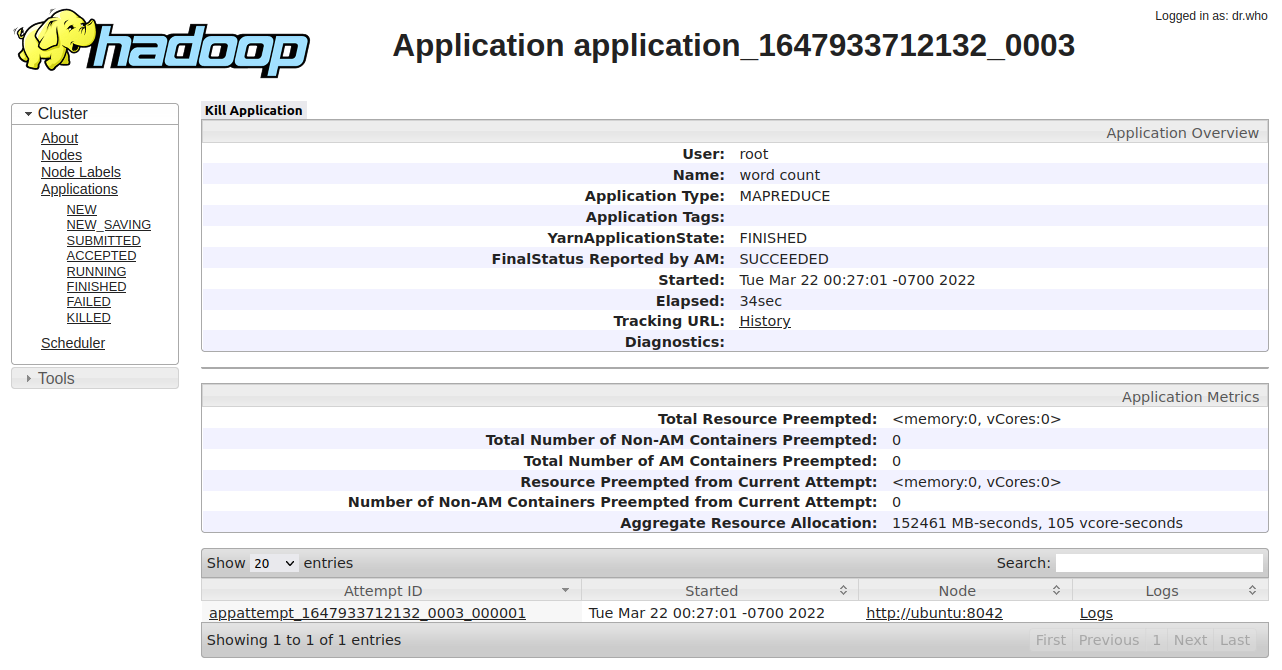 Logged in as: dr.who
hadoop
Application application_1647933712132_0003
Cluster
About
Nodes
Node Labels
Applications
NEW
NEW_SAVING
SUBMITTED
ACCEPTED
RUNNING
FINISHED
FAILED
KILLED
Scheduler
Tools
Kill Application
Application Overview
User: root
Name: word count
Application Type: MAPREDUCE
Application Tags:
YarnApplicationState: FINISHED
FinalStatus Reported by AM: SUCCEEDED
Started: Tue Mar 22 00:27:01 -0700 2022
Elapsed: 34sec
Tracking URL: History
Diagnostics:
Application Metrics
Total Resource Preempted: <memory:0, vCores:0>
Total Number of Non-AM Containers Preempted: 0
Total Number of AM Containers Preempted: 0
Resource Preempted from Current Attempt: <memory:0, vCores:0>
Number of Non-AM Containers Preempted from Current Attempt: 0
Aggregate Resource Allocation: 152461 MB-seconds, 105 vcore-seconds
Show 20 entries Search:
Attempt ID Started Node Logs
appattempt_1647933712132_0003_000001 Tue Mar 22 00:27:01 -0700 2022 http://ubuntu:8042 Logs
Showing 1 to 1 of 1 entries First Previous 1 Next Last